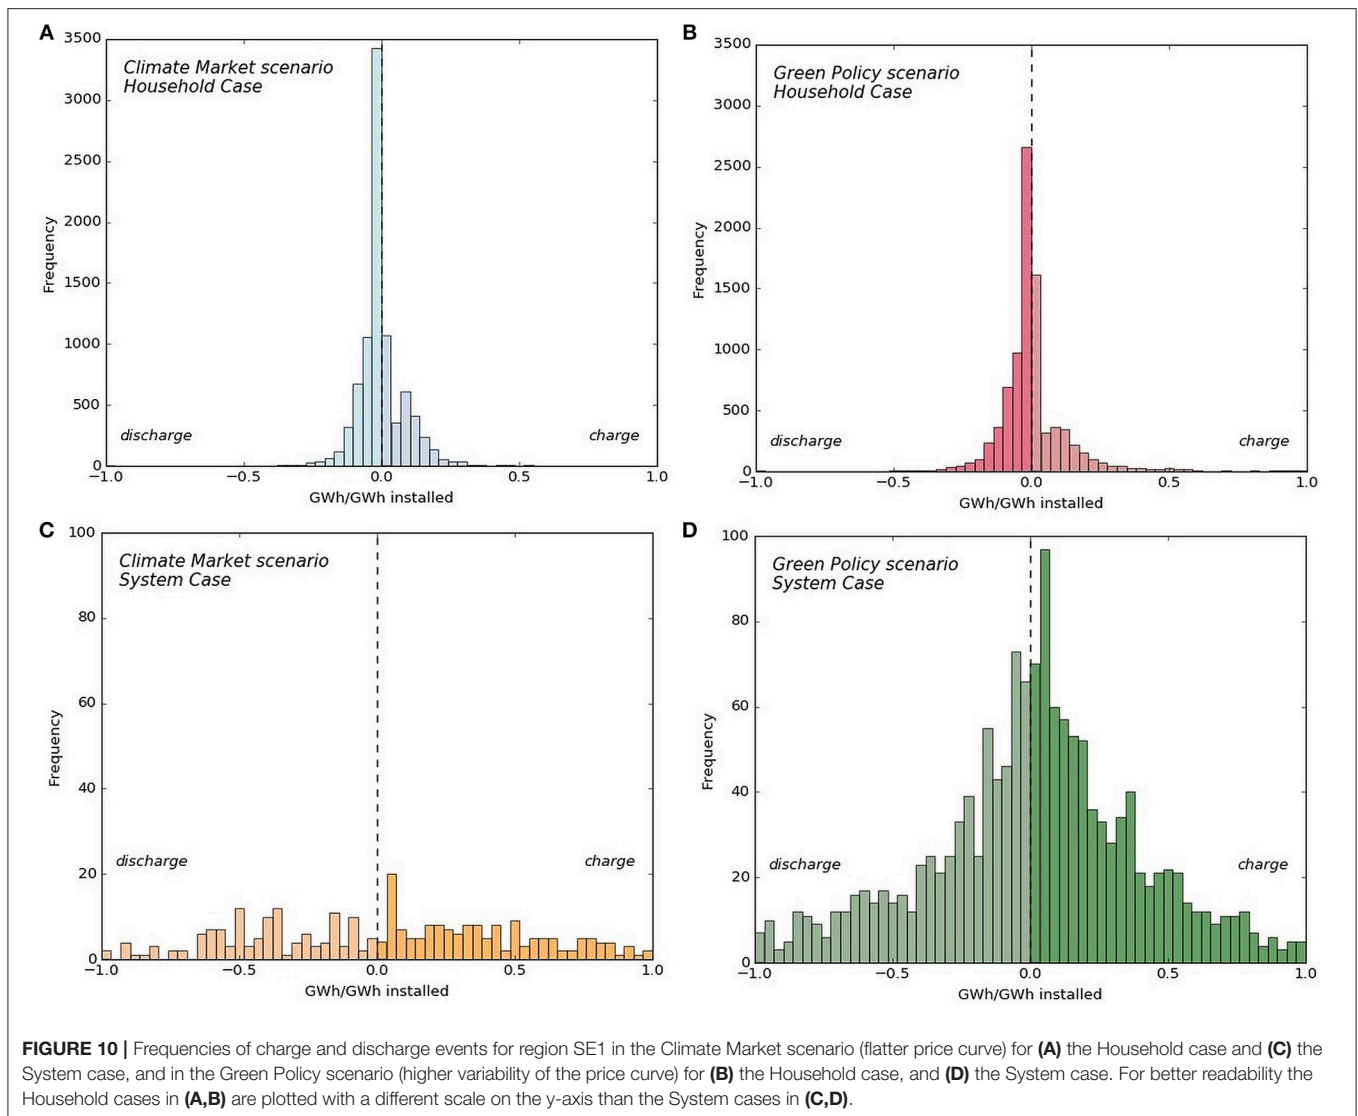 A
Climate Market scenario
Household Case
3500
3000
2500
2000
1500
1000
500
0
Frequency
discharge
charge
−1.0 −0.5 0.0 0.5 1.0
GWh/GWh installed
B
Green Policy scenario
Household Case
3500
3000
2500
2000
1500
1000
500
0
Frequency
discharge
charge
−1.0 −0.5 0.0 0.5 1.0
GWh/GWh installed
C
Climate Market scenario
System Case
100
80
60
40
20
0
Frequency
discharge
charge
−1.0 −0.5 0.0 0.5 1.0
GWh/GWh installed
D
Green Policy scenario
System Case
100
80
60
40
20
0
Frequency
discharge
charge
−1.0 −0.5 0.0 0.5 1.0
GWh/GWh installed
FIGURE 10 | Frequencies of charge and discharge events for region SE1 in the Climate Market scenario (flatter price curve) for (A) the Household case and (C) the
System case, and in the Green Policy scenario (higher variability of the price curve) for (B) the Household case, and (D) the System case. For better readability the
Household cases in (A,B) are plotted with a different scale on the y-axis than the System cases in (C,D).